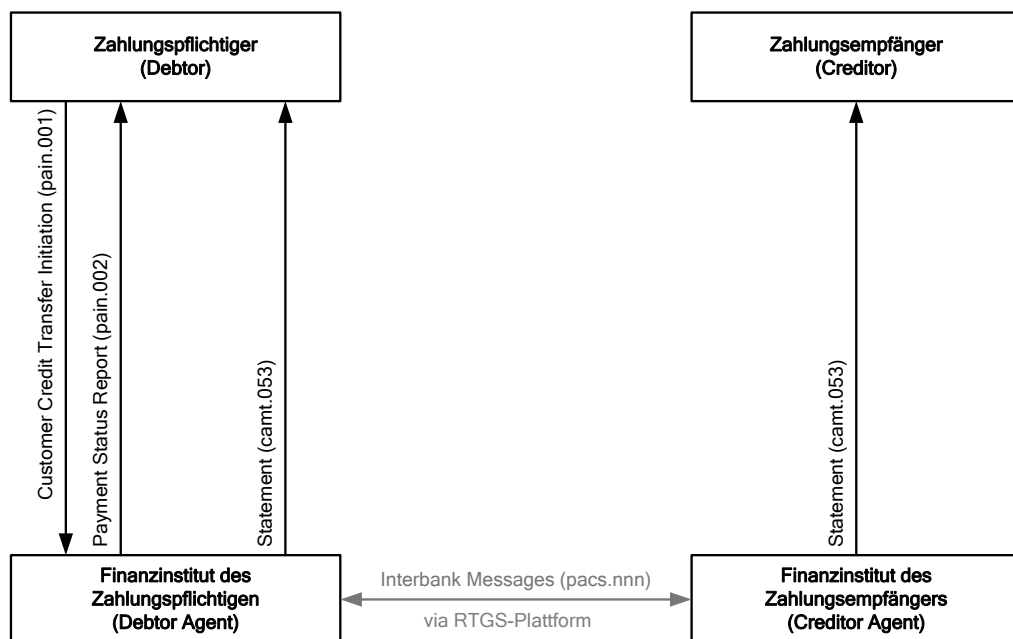 Zahlungspflichtiger
(Debtor)
Zahlungsempfänger
(Creditor)
Customer Credit Transfer Initiation (pain.001)
Payment Status Report (pain.002)
Statement (camt.053)
Statement (camt.053)
Finanzinstitut des
Zahlungspflichtigen
(Debtor Agent)
Interbank Messages (pacs.nnn)
via RTGS-Plattform
Finanzinstitut des
Zahlungsempfängers
(Creditor Agent)